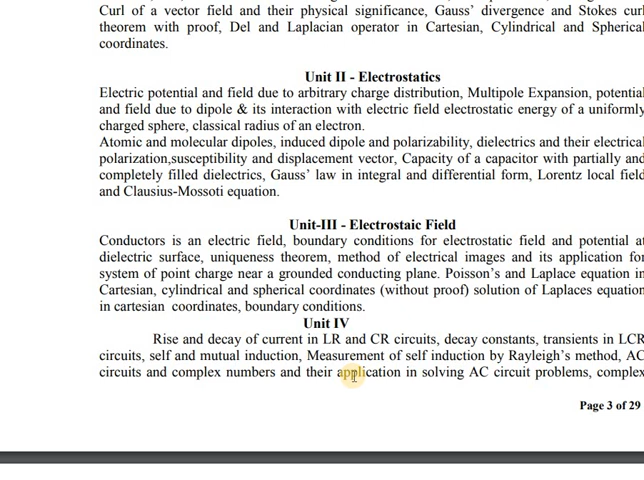 Curl of a vector field and their physical significance, Gauss' divergence and Stokes curl
theorem with proof, Del and Laplacian operator in Cartesian, Cylindrical and Spherical
coordinates.
Unit II - Electrostatics
Electric potential and field due to arbitrary charge distribution, Multipole Expansion, potential
and field due to dipole & its interaction with electric field electrostatic energy of a uniformly
charged sphere, classical radius of an electron.
Atomic and molecular dipoles, induced dipole and polarizability, dielectrics and their electrical
polarization,susceptibility and displacement vector, Capacity of a capacitor with partially and
completely filled dielectrics, Gauss' law in integral and differential form, Lorentz local field
and Clausius-Mossoti equation.
Unit-III - Electrostaic Field
Conductors is an electric field, boundary conditions for electrostatic field and potential at
dielectric surface, uniqueness theorem, method of electrical images and its application for
system of point charge near a grounded conducting plane. Poisson's and Laplace equation in
Cartesian, cylindrical and spherical coordinates (without proof) solution of Laplaces equation
in cartesian coordinates, boundary conditions.
Unit IV
Rise and decay of current in LR and CR circuits, decay constants, transients in LCR
circuits, self and mutual induction, Measurement of self induction by Rayleigh's method, AC
circuits and complex numbers and their application in solving AC circuit problems, complex
Page 3 of 29